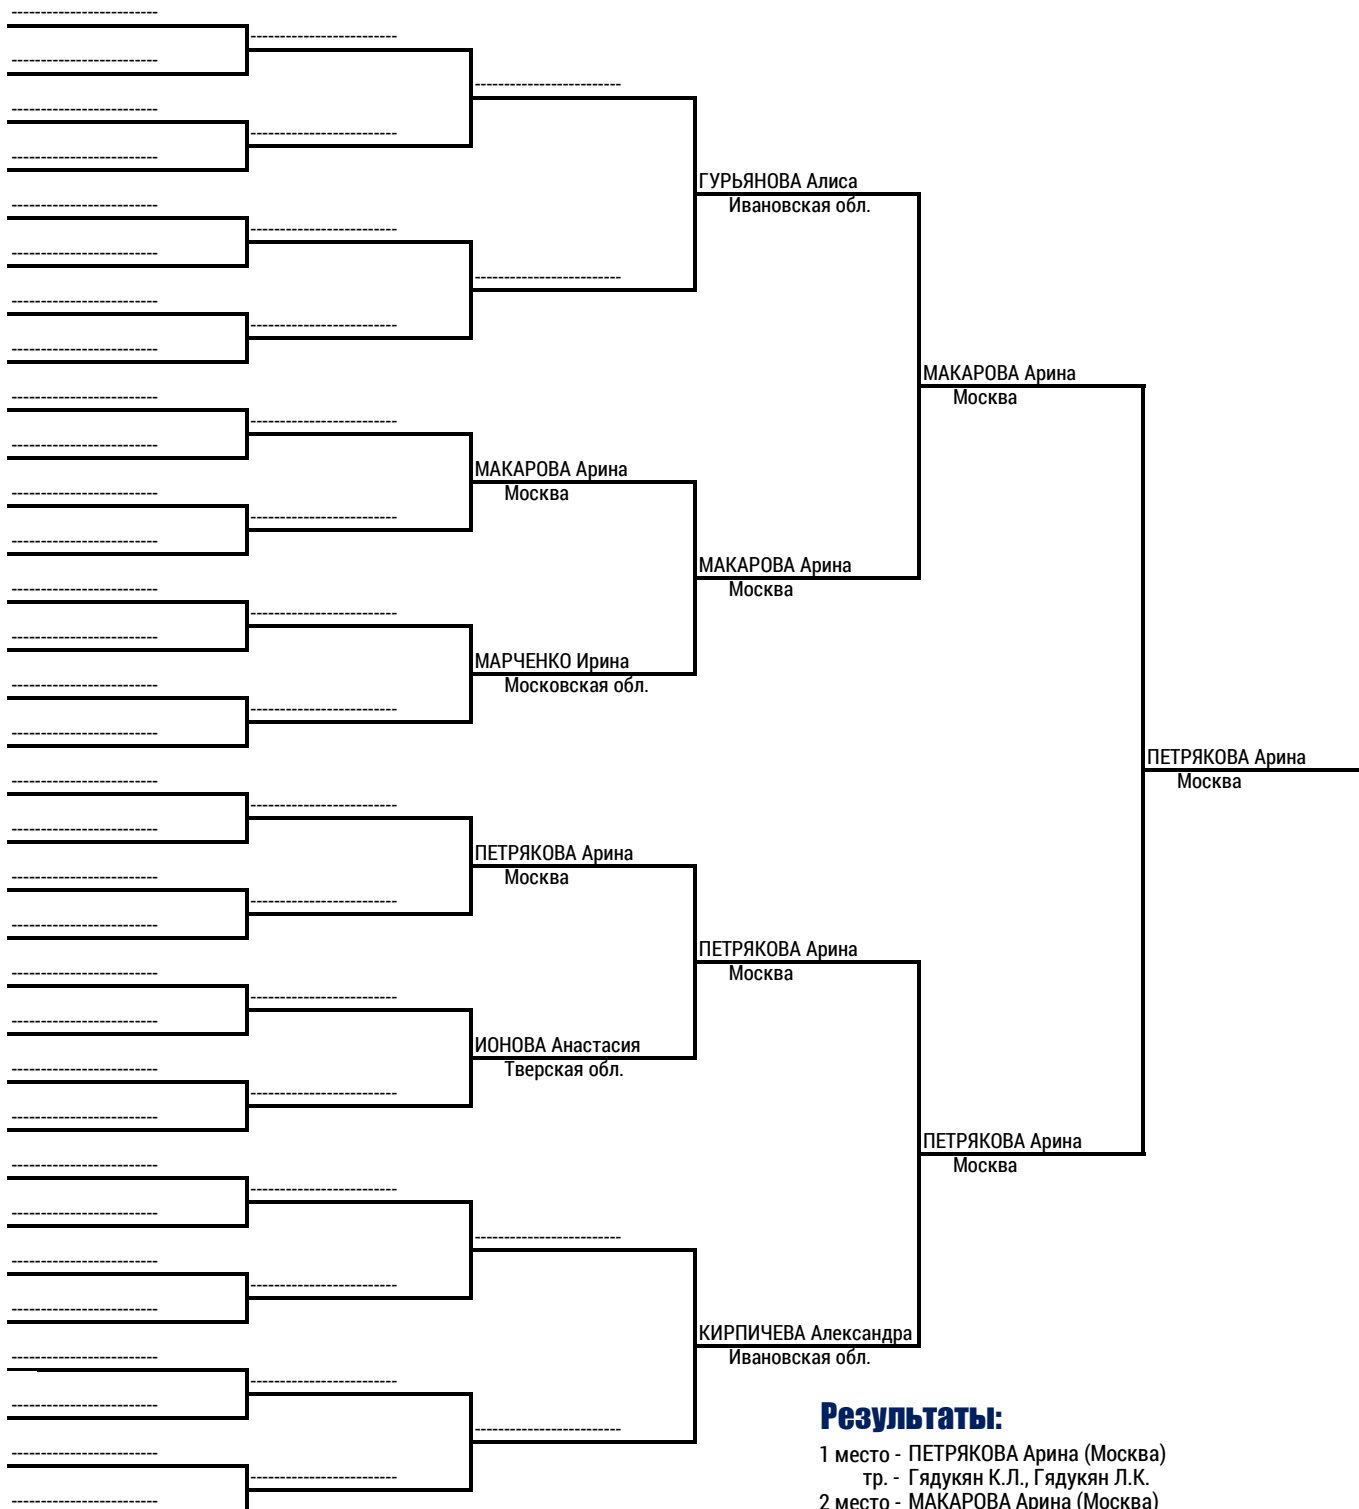 ГУРЬЯНОВА Алиса
Ивановская обл.
МАКАРОВА Арина
Москва
МАКАРОВА Арина
Москва
МАКАРОВА Арина
Москва
МАРЧЕНКО Ирина
Московская обл.
ПЕТРЯКОВА Арина
Москва
ПЕТРЯКОВА Арина
Москва
ПЕТРЯКОВА Арина
Москва
ИОНОВА Анастасия
Тверская обл.
ПЕТРЯКОВА Арина
Москва
КИРПИЧЕВА Александра
Ивановская обл.
Результаты:
1 место - ПЕТРЯКОВА Арина (Москва)
тр. - Гядукян К.Л., Гядукян Л.К.
2 место - МАКАРОВА Арина (Москва)